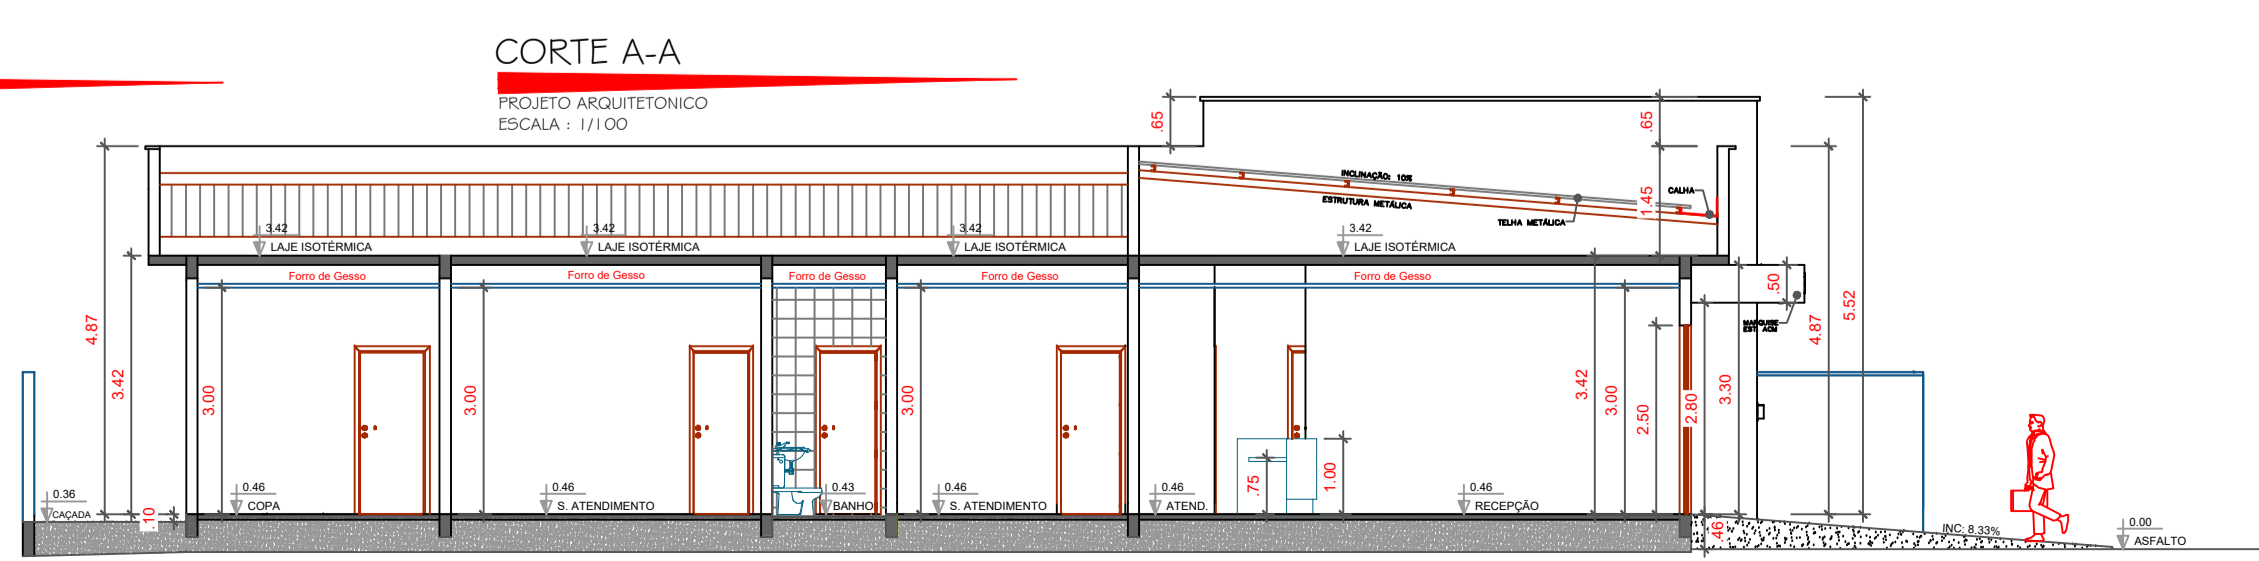 CORTE A-A
PROJETO ARQUITETONICO
ESCALA : 1/100
.65
.65
INCLINAÇÃO: 10%
ESTRUTURA METÁLICA
TELHA METÁLICA
CALHA
1.45
3.42
LAJE ISOTÉRMICA
3.42
LAJE ISOTÉRMICA
3.42
LAJE ISOTÉRMICA
3.42
LAJE ISOTÉRMICA
Forro de Gesso
Forro de Gesso
Forro de Gesso
Forro de Gesso
Forro de Gesso
4.87
3.42
3.00
3.00
3.00
3.42
3.00
2.50
2.80
3.30
.50
4.87
5.52
MARQUISE
EST. ACM
.75
1.00
0.36
CAÇADA
.10
0.46
COPA
0.46
S. ATENDIMENTO
0.43
BANHO
0.46
S. ATENDIMENTO
0.46
ATEND.
0.46
RECEPÇÃO
.46
INC: 8.33%
0.00
ASFALTO